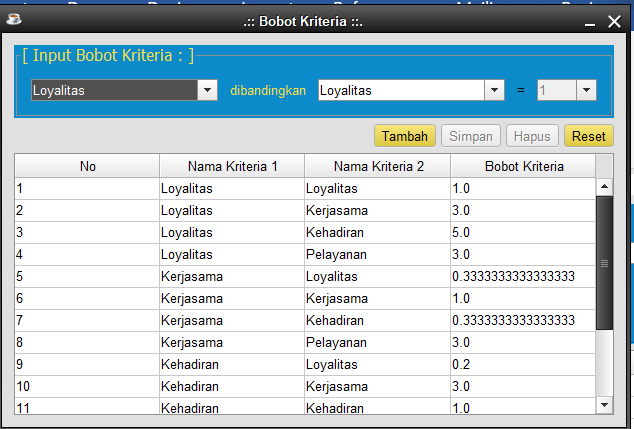 .:: Bobot Kriteria ::.
[ Input Bobot Kriteria : ]
Loyalitas dibandingkan Loyalitas = 1
Tambah Simpan Hapus Reset
No Nama Kriteria 1 Nama Kriteria 2 Bobot Kriteria
1 Loyalitas Loyalitas 1.0
2 Loyalitas Kerjasama 3.0
3 Loyalitas Kehadiran 5.0
4 Loyalitas Pelayanan 3.0
5 Kerjasama Loyalitas 0.3333333333333333
6 Kerjasama Kerjasama 1.0
7 Kerjasama Kehadiran 0.3333333333333333
8 Kerjasama Pelayanan 3.0
9 Kehadiran Loyalitas 0.2
10 Kehadiran Kerjasama 3.0
11 Kehadiran Kehadiran 1.0